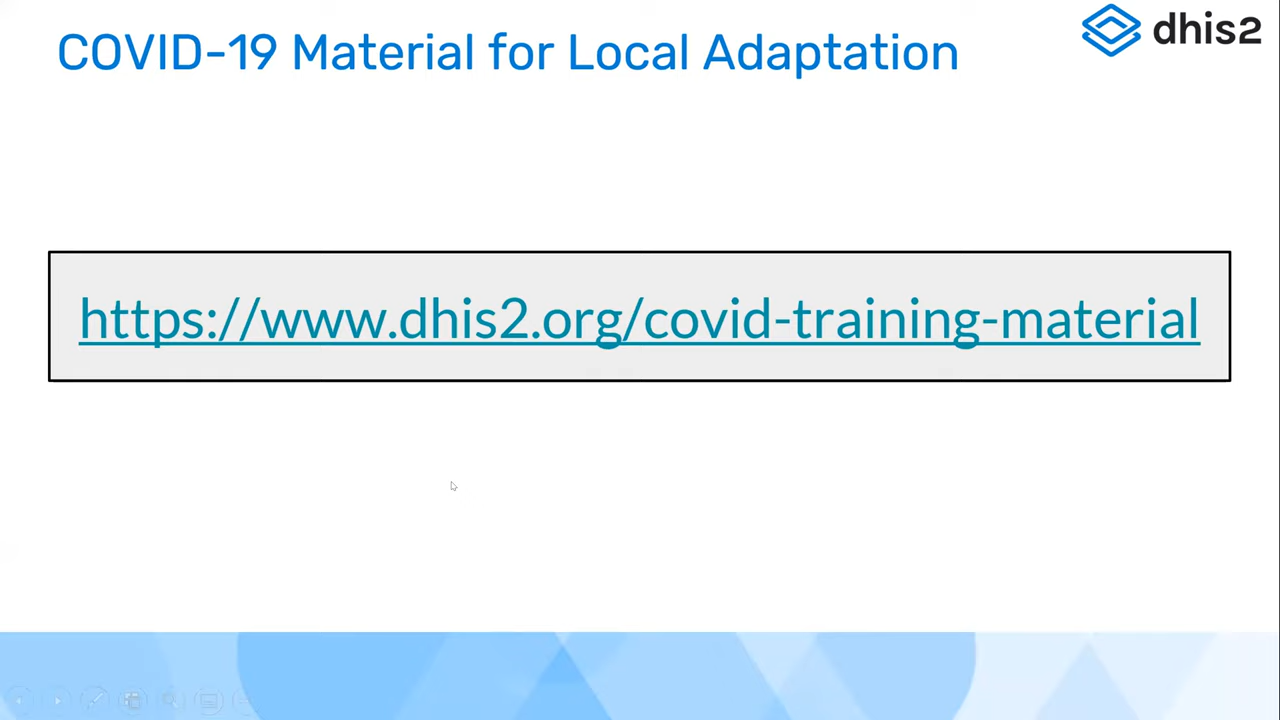 COVID-19 Material for Local Adaptation
dhis2
https://www.dhis2.org/covid-training-material